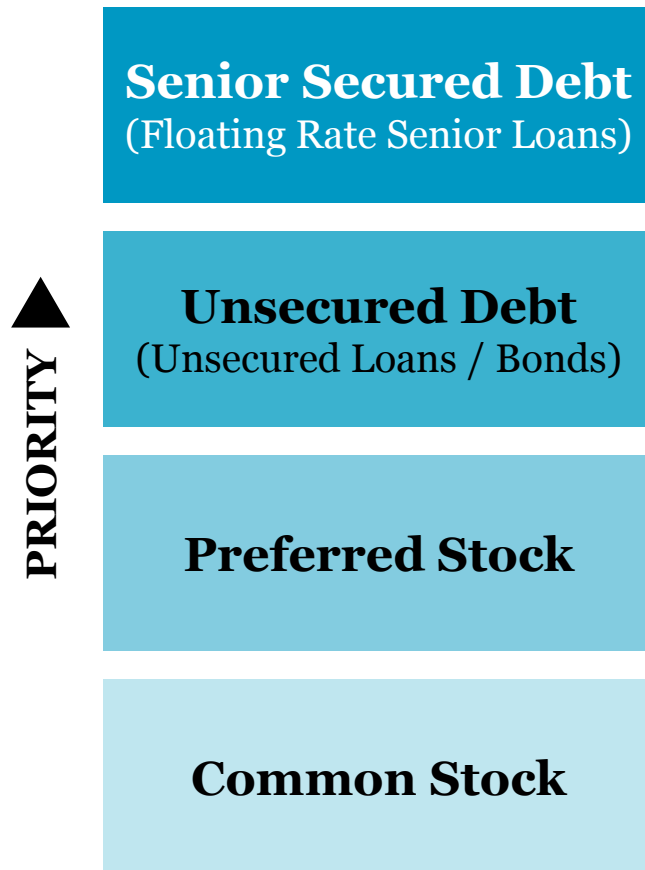 Senior Secured Debt
(Floating Rate Senior Loans)
Unsecured Debt
(Unsecured Loans / Bonds)
PRIORITY
Preferred Stock
Common Stock